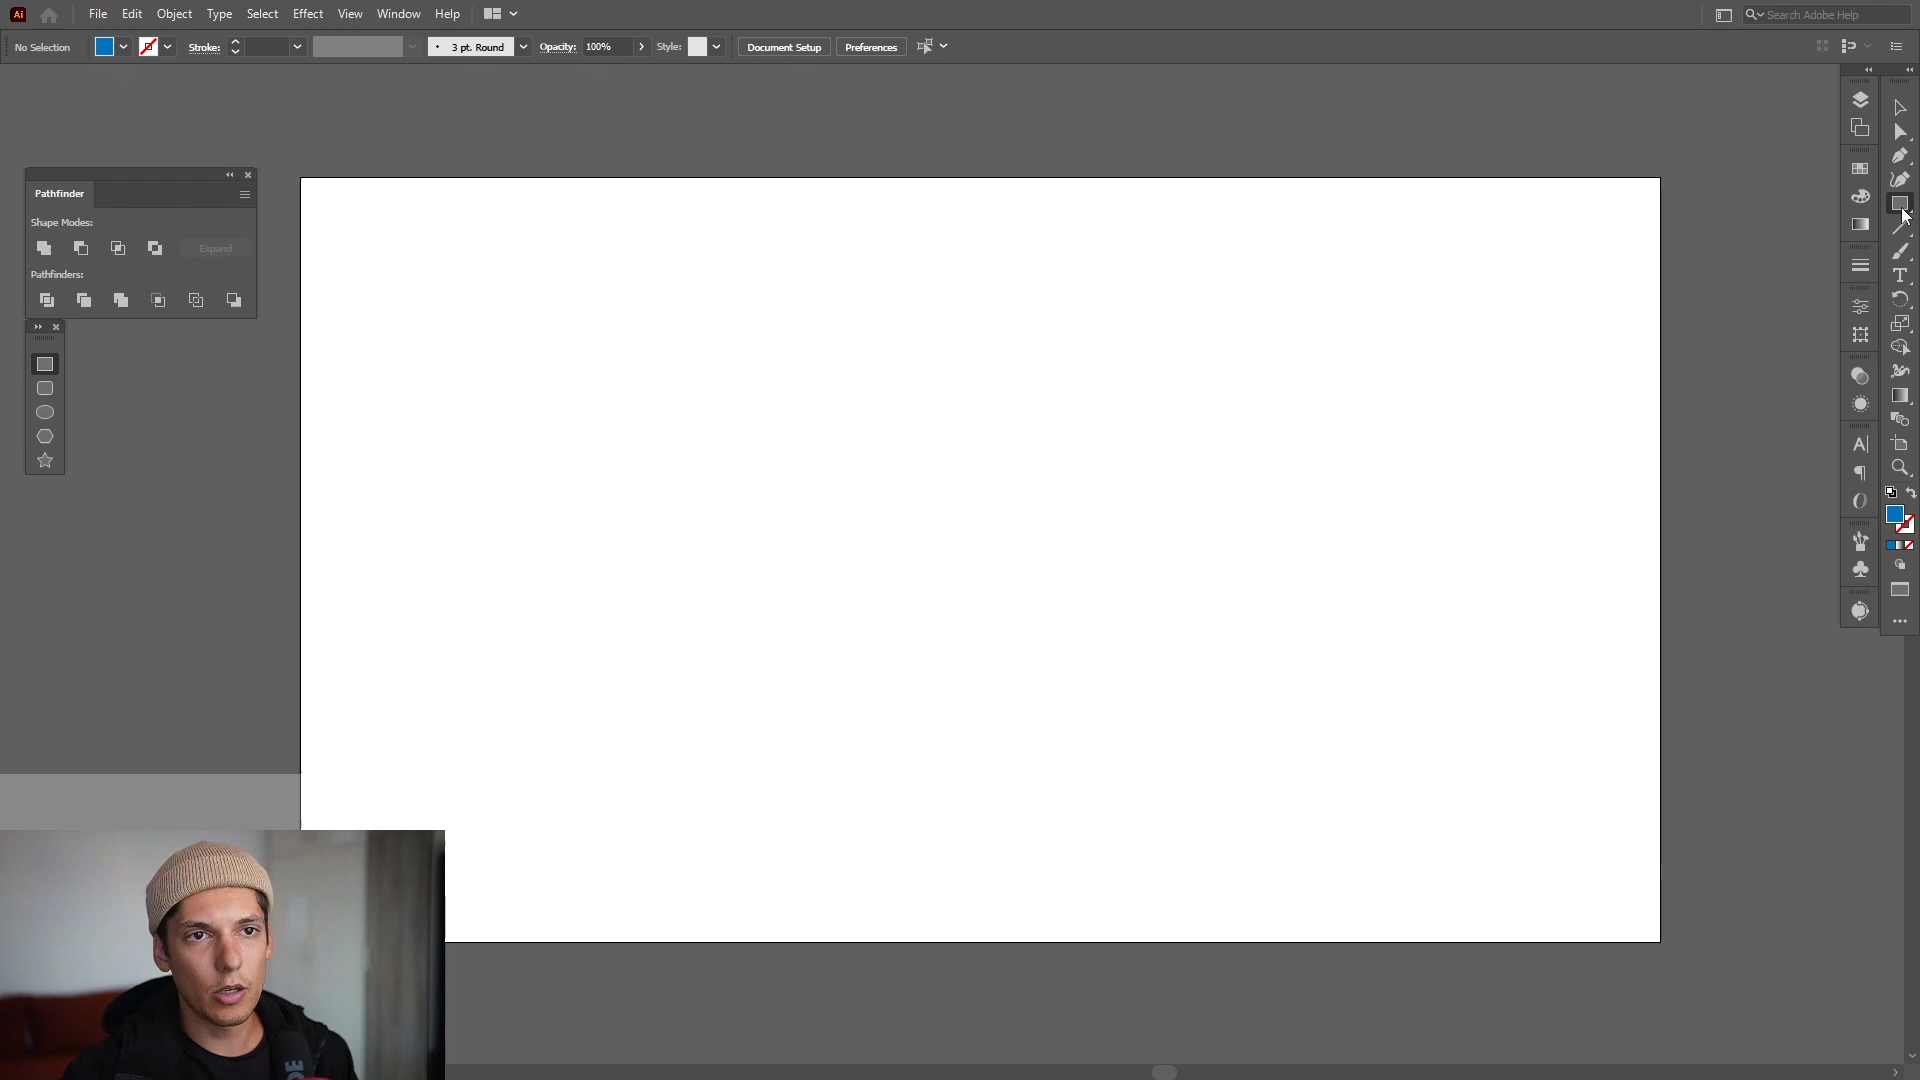 Ai File Edit Object Type Select Effect View Window Help Search Adobe Help
No Selection Stroke: 3 pt. Round Opacity: 100% Style: Document Setup Preferences
Pathfinder
Shape Modes:
Expand
Pathfinders: